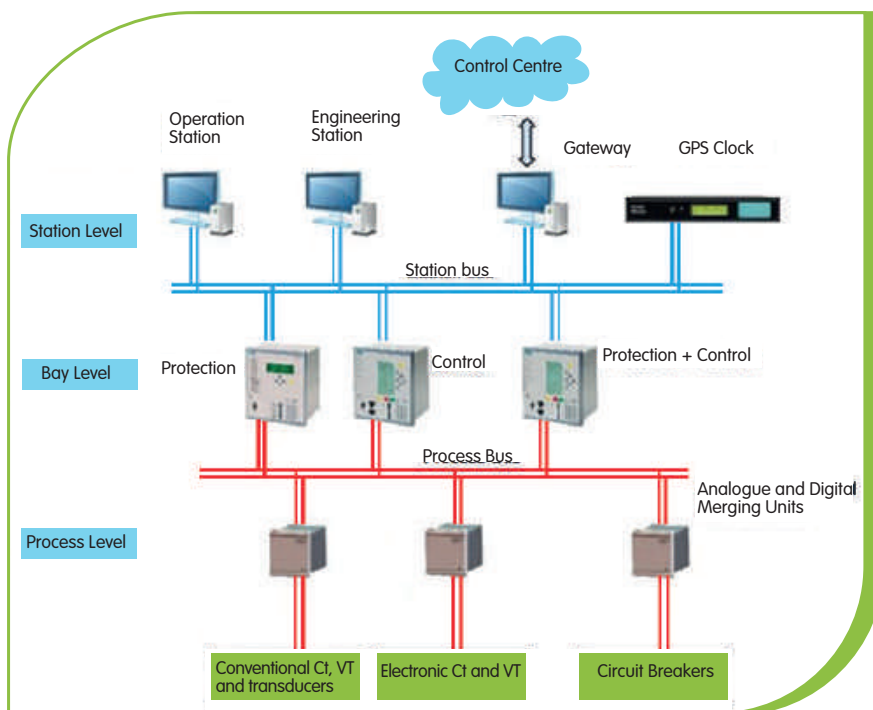 Control Centre
Operation
Station
Engineering
Station
Gateway
GPS Clock
Station Level
Station bus
Bay Level
Protection
Control
Protection + Control
Process Bus
Analogue and Digital
Merging Units
Process Level
Conventional Ct, VT
and transducers
Electronic Ct and VT
Circuit Breakers